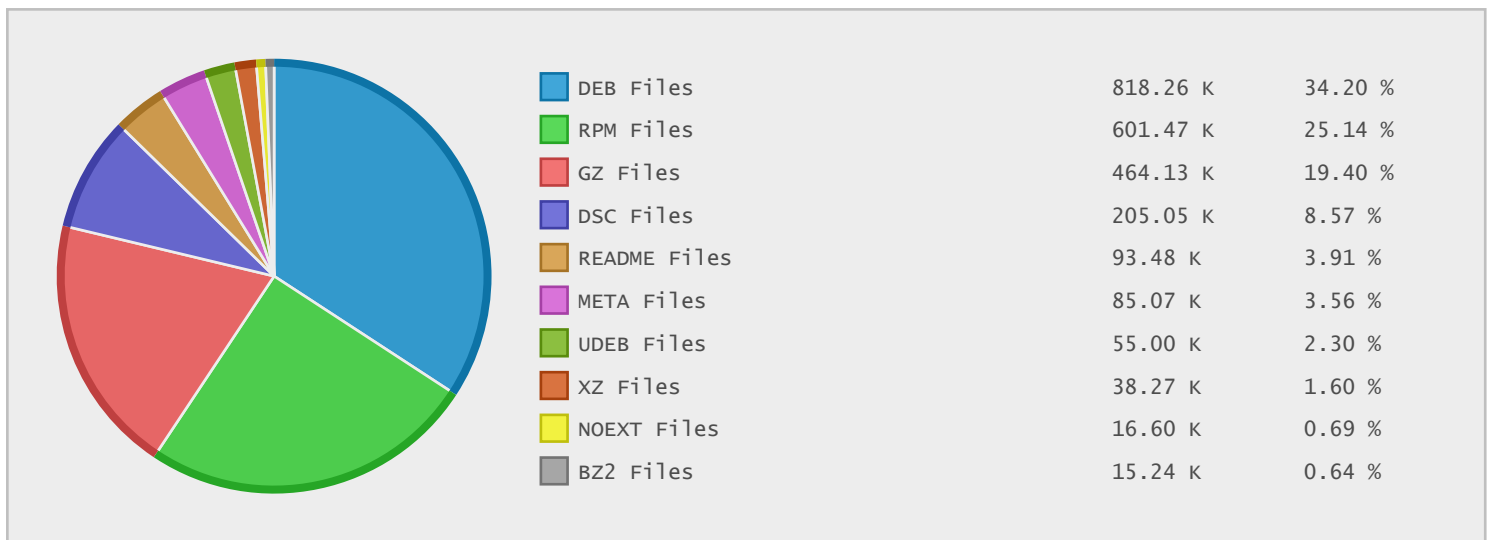 DEB Files 818.26 K 34.20 %
RPM Files 601.47 K 25.14 %
GZ Files 464.13 K 19.40 %
DSC Files 205.05 K 8.57 %
README Files 93.48 K 3.91 %
META Files 85.07 K 3.56 %
UDEB Files 55.00 K 2.30 %
XZ Files 38.27 K 1.60 %
NOEXT Files 16.60 K 0.69 %
BZ2 Files 15.24 K 0.64 %